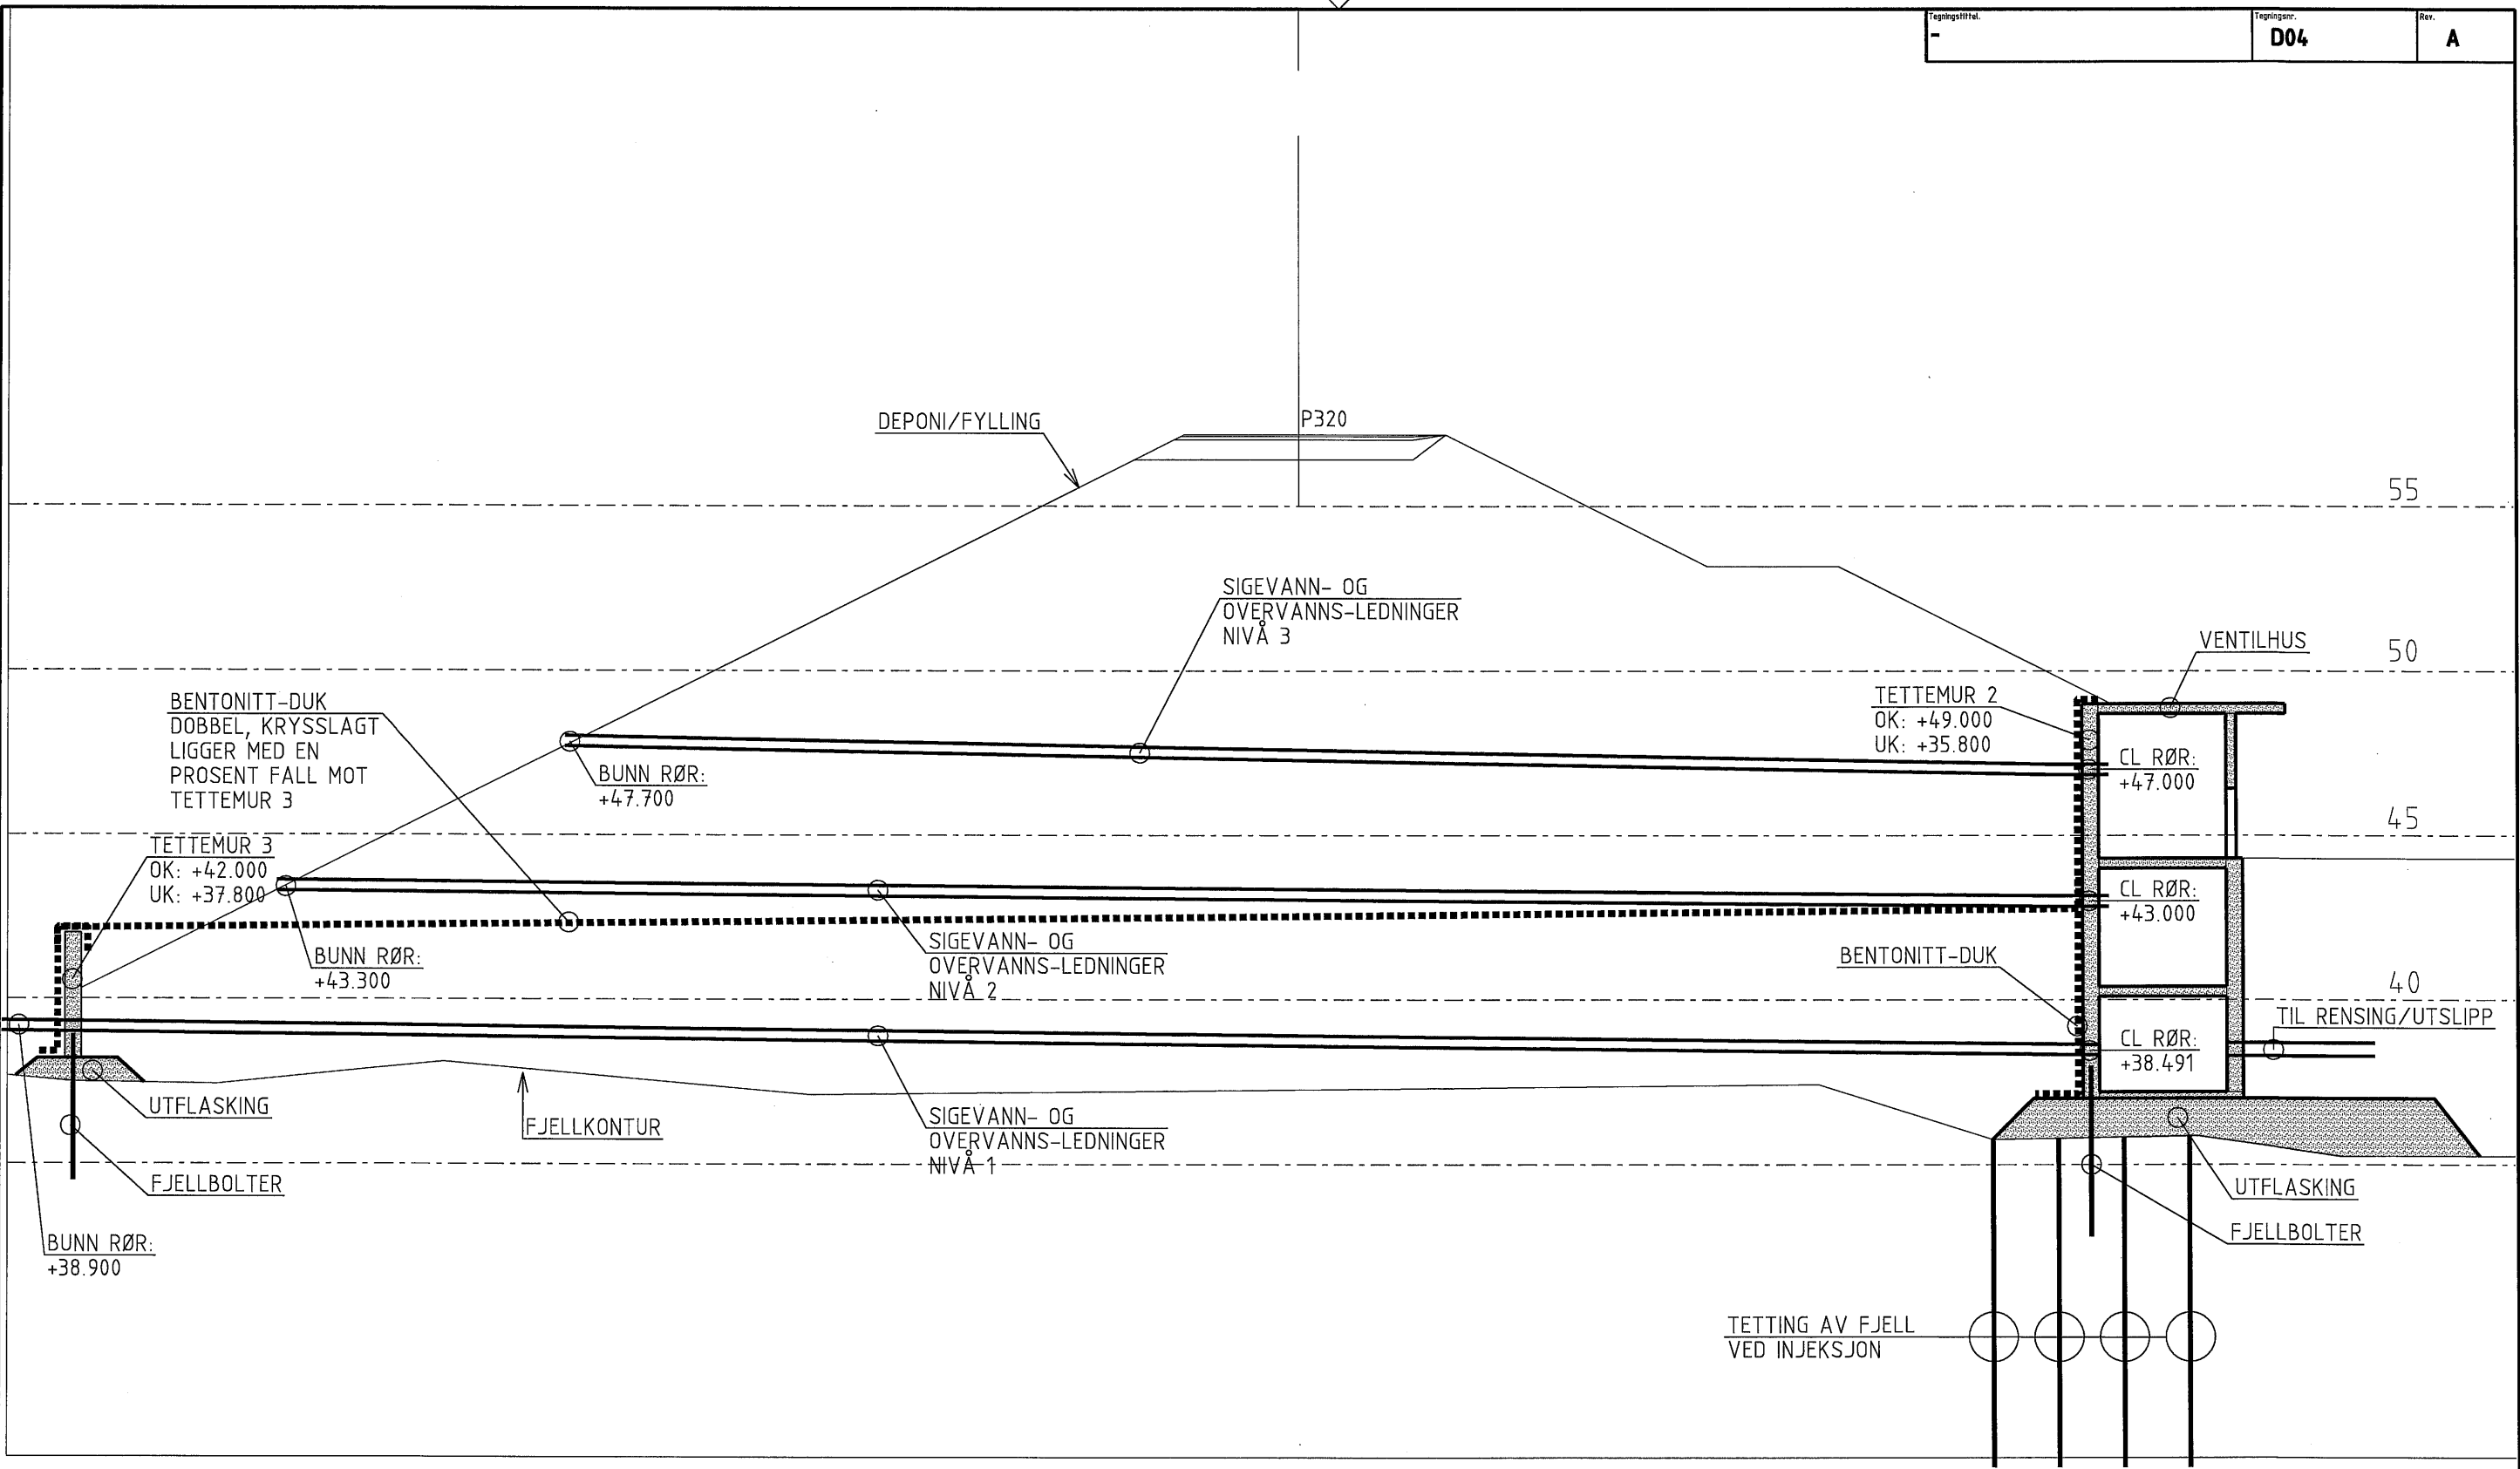 Tegningstittel.
-
Tegningsnr.
D04
Rev.
A
DEPONI/FYLLING
P320
55
SIGEVANN- OG
OVERVANNS-LEDNINGER
NIVÅ 3
VENTILHUS
50
BENTONITT-DUK
DOBBEL, KRYSSLAGT
LIGGER MED EN
PROSENT FALL MOT
TETTEMUR 3
TETTEMUR 2
OK: +49.000
UK: +35.800
BUNN RØR:
+47.700
CL RØR:
+47.000
45
TETTEMUR 3
OK: +42.000
UK: +37.800
CL RØR:
+43.000
BUNN RØR:
+43.300
SIGEVANN- OG
OVERVANNS-LEDNINGER
NIVÅ 2
BENTONITT-DUK
40
TIL RENSING/UTSLIPP
CL RØR:
+38.491
UTFLASKING
FJELLKONTUR
SIGEVANN- OG
OVERVANNS-LEDNINGER
NIVÅ 1
FJELLBOLTER
UTFLASKING
FJELLBOLTER
BUNN RØR:
+38.900
TETTING AV FJELL
VED INJEKSJON